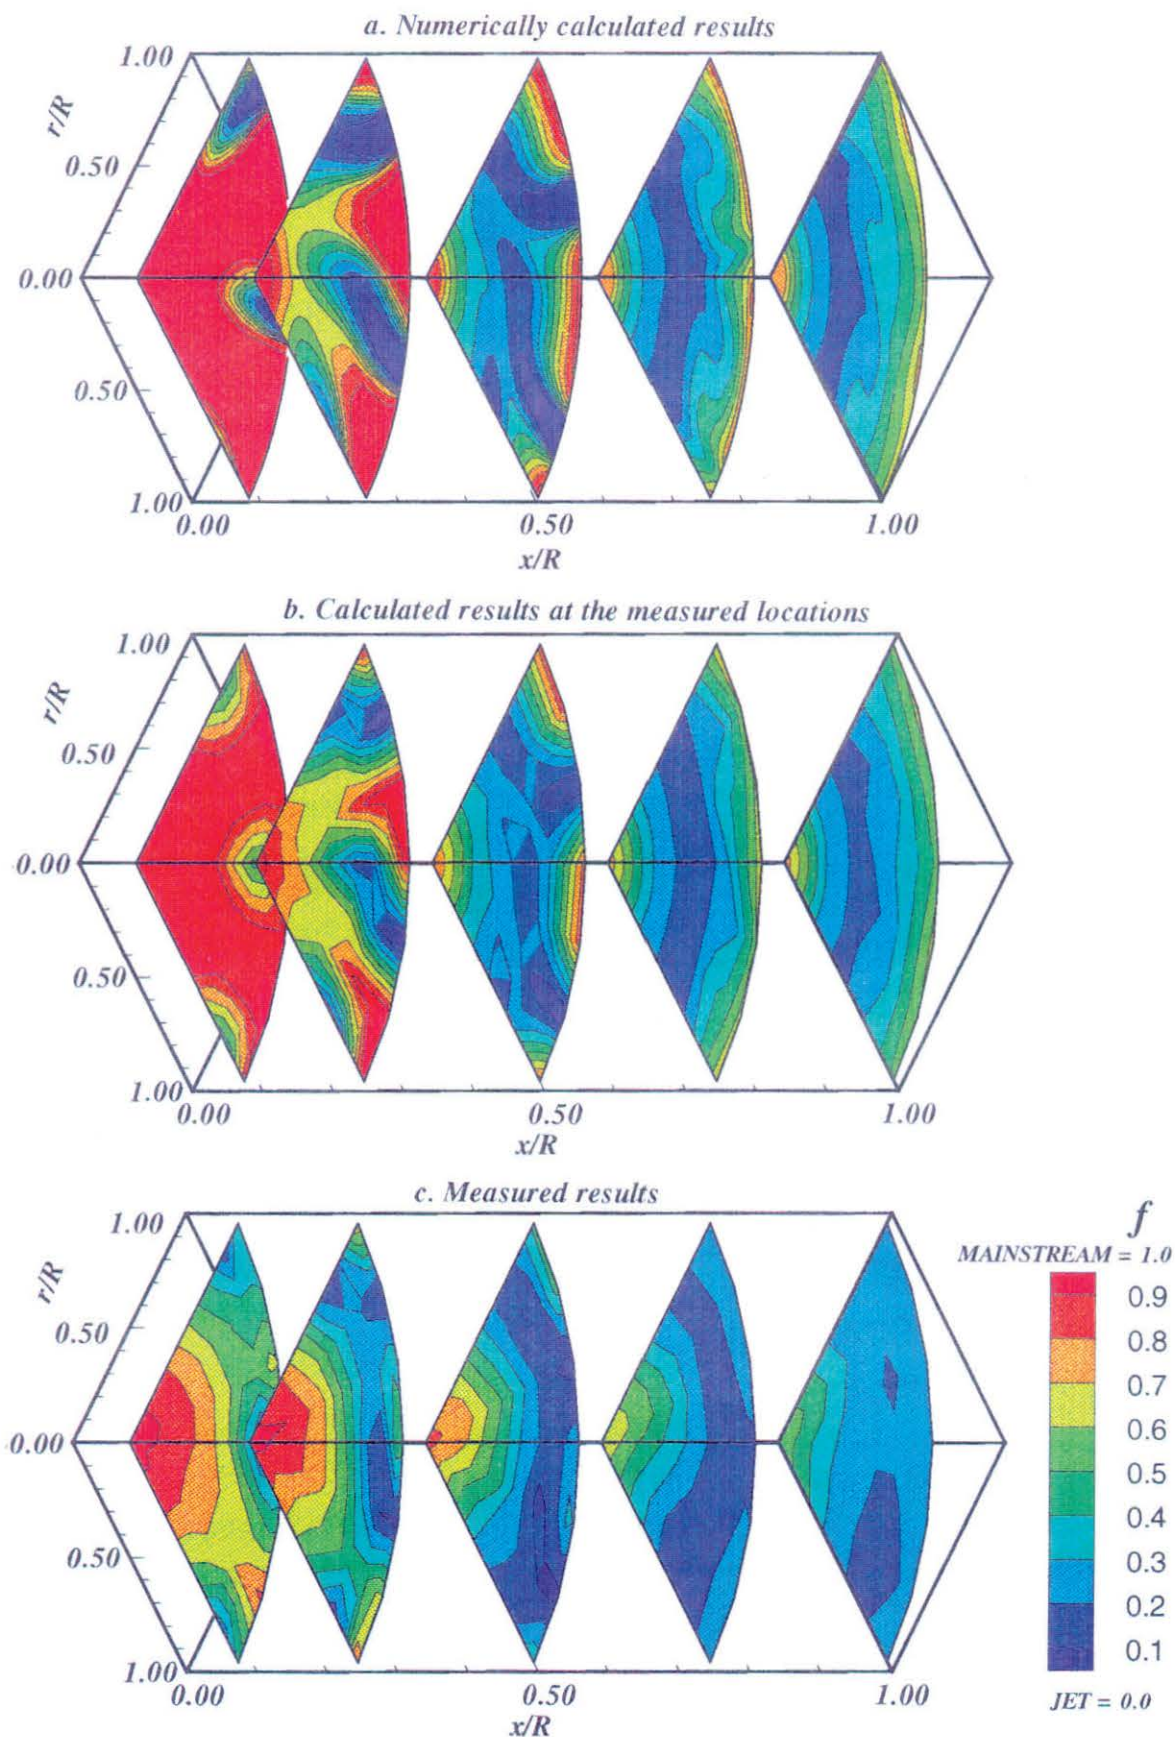 a. Numerically calculated results
1.00
r/R
0.50
0.00
0.50
1.00
0.00 0.50 1.00
x/R
b. Calculated results at the measured locations
1.00
r/R
0.50
0.00
0.50
1.00
0.00 0.50 1.00
x/R
c. Measured results
1.00
r/R
0.50
0.00
0.50
1.00
0.00 0.50 1.00
x/R
f
MAINSTREAM = 1.0
0.9
0.8
0.7
0.6
0.5
0.4
0.3
0.2
0.1
JET = 0.0